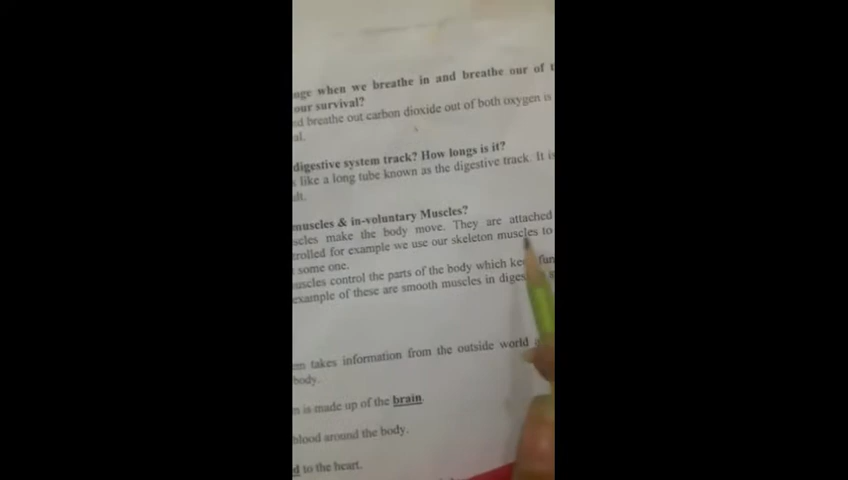 nge when we breathe in and breathe our of t
our survival?
d breathe out carbon dioxide out of both oxygen is
al.
digestive system track? How longs is it?
s like a long tube known as the digestive track. It is
lt.
muscles & in-voluntary Muscles?
scles make the body move. They are attached
trolled for example we use our skeleton muscles to
some one.
uscles control the parts of the body which fun
example of these are smooth muscles in
m takes information from the outside world
body.
n is made up of the brain.
blood around the body.
d to the heart.